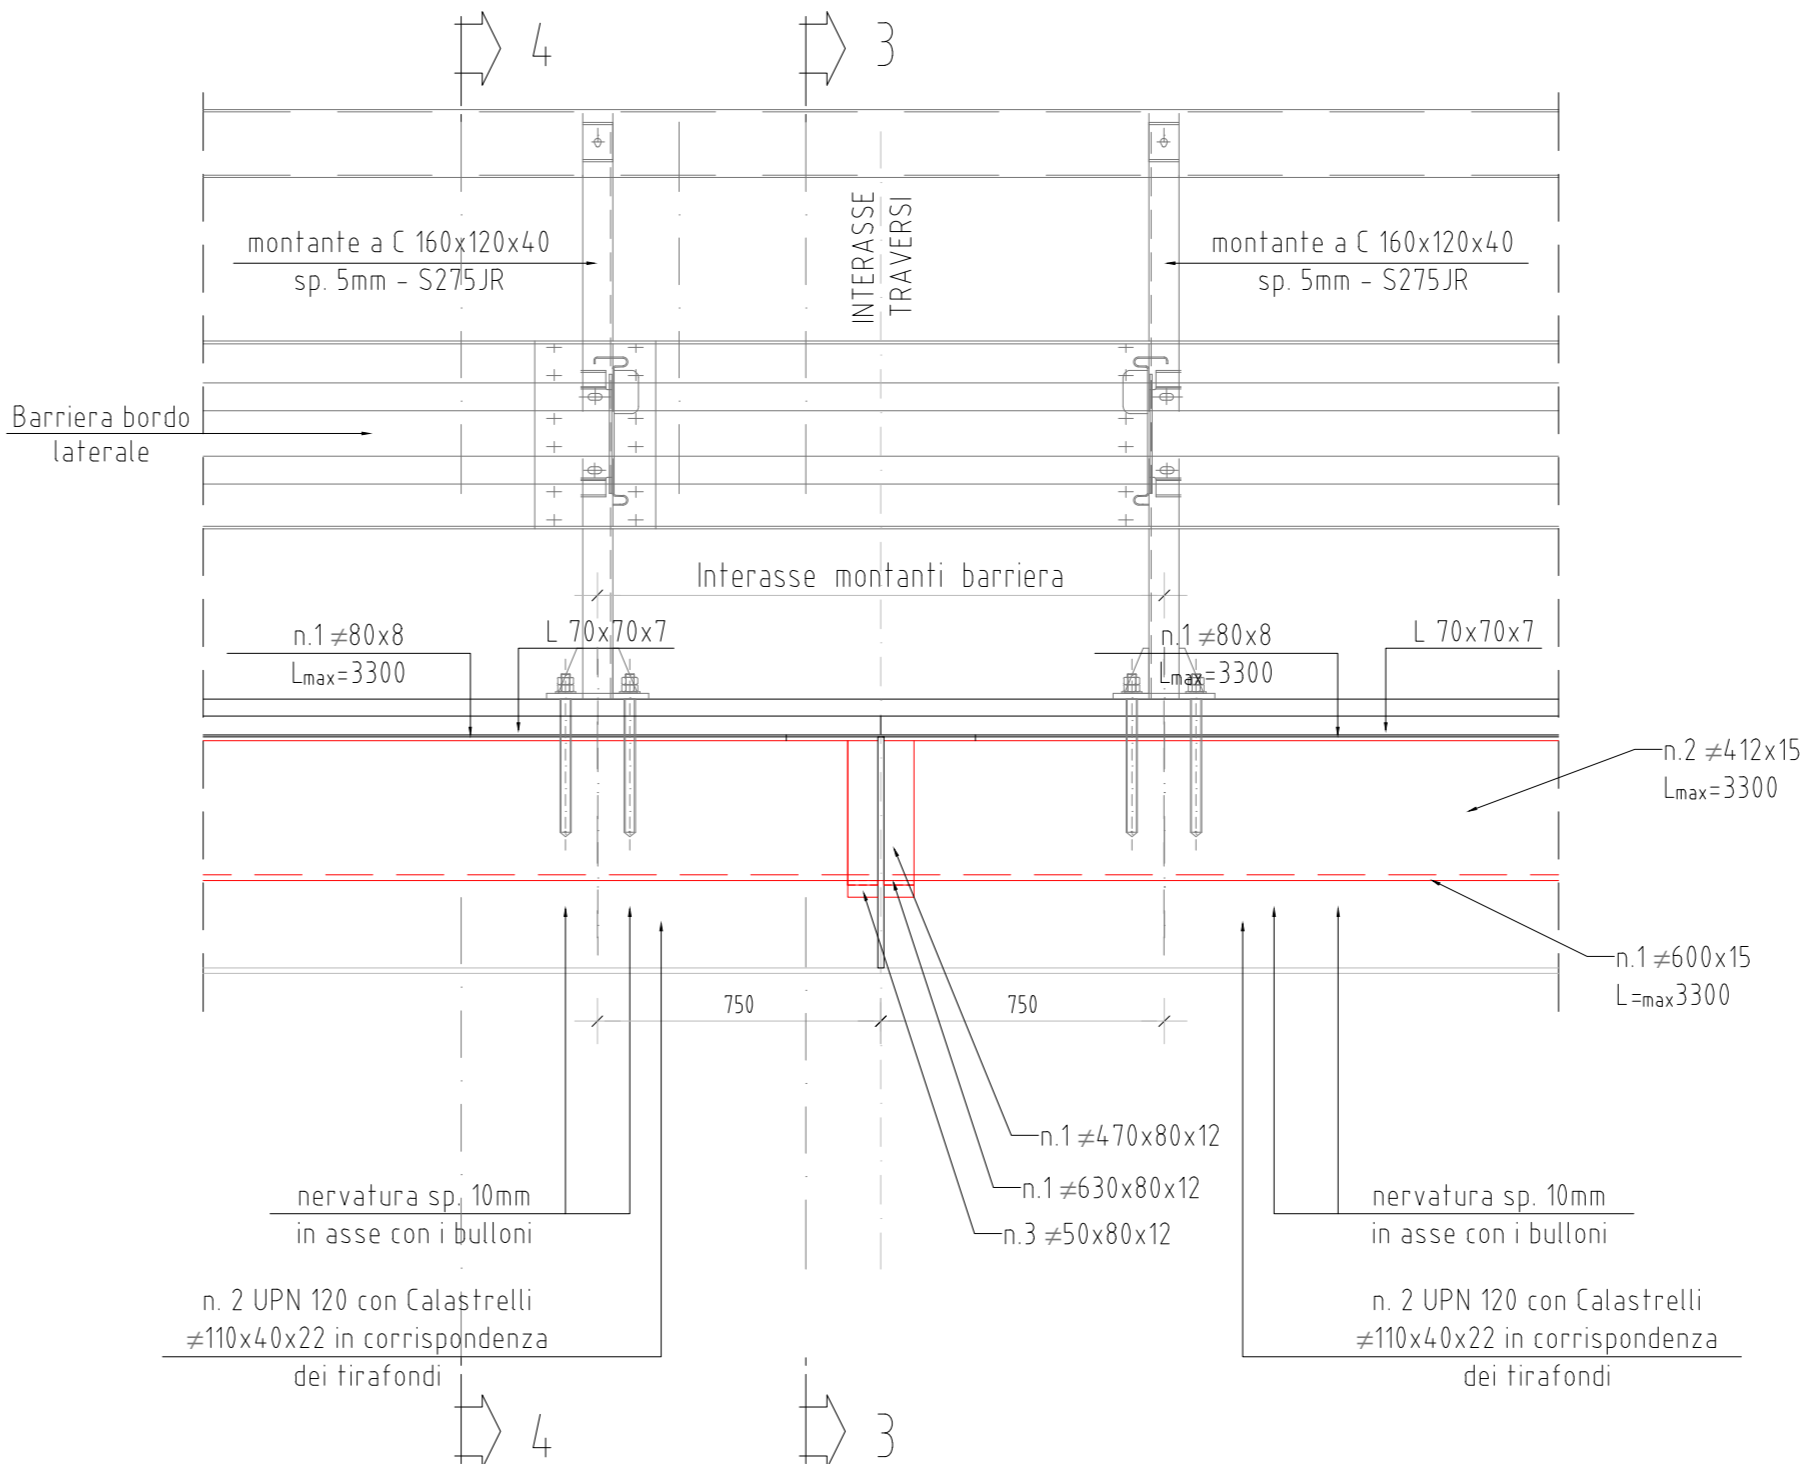 4
3
INTERASSE
TRAVERSI
montante a C 160x120x40
sp. 5mm - S275JR
montante a C 160x120x40
sp. 5mm - S275JR
Barriera bordo
laterale
Interasse montanti barriera
n.1 ≠80x8
Lmax=3300
L 70x70x7
n.1 ≠80x8
Lmax=3300
L 70x70x7
n.2 ≠412x15
Lmax=3300
n.1 ≠600x15
L=max3300
750
750
n.1 ≠470x80x12
n.1 ≠630x80x12
n.3 ≠50x80x12
nervatura sp. 10mm
in asse con i bulloni
nervatura sp. 10mm
in asse con i bulloni
n. 2 UPN 120 con Calastrelli
≠110x40x22 in corrispondenza
dei tirafondi
n. 2 UPN 120 con Calastrelli
≠110x40x22 in corrispondenza
dei tirafondi
4
3